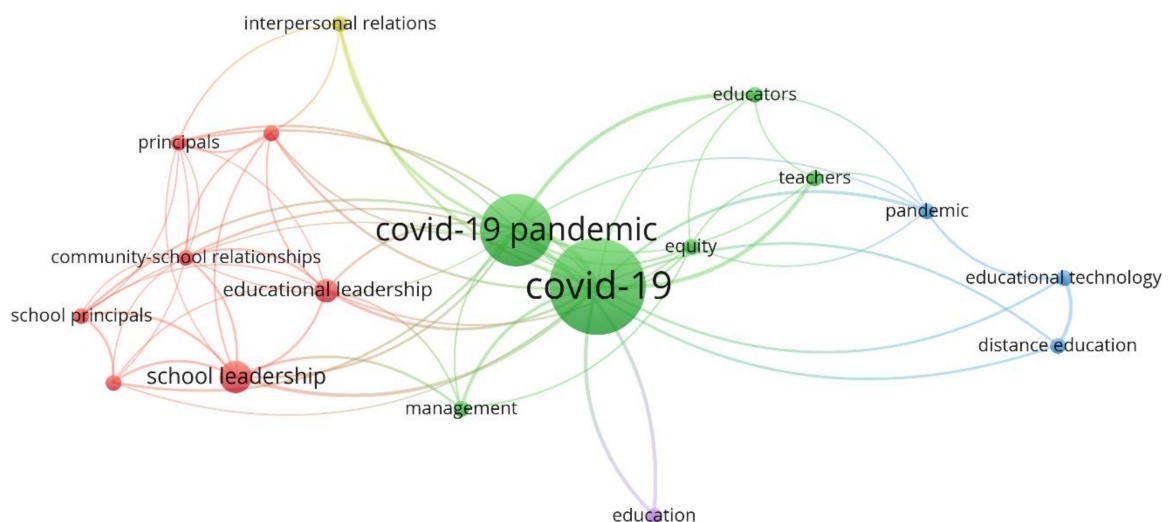 interpersonal relations
educators
principals
teachers
pandemic
covid-19 pandemic
equity
community-school relationships
educational technology
educational leadership
covid-19
school principals
distance education
school leadership
management
education